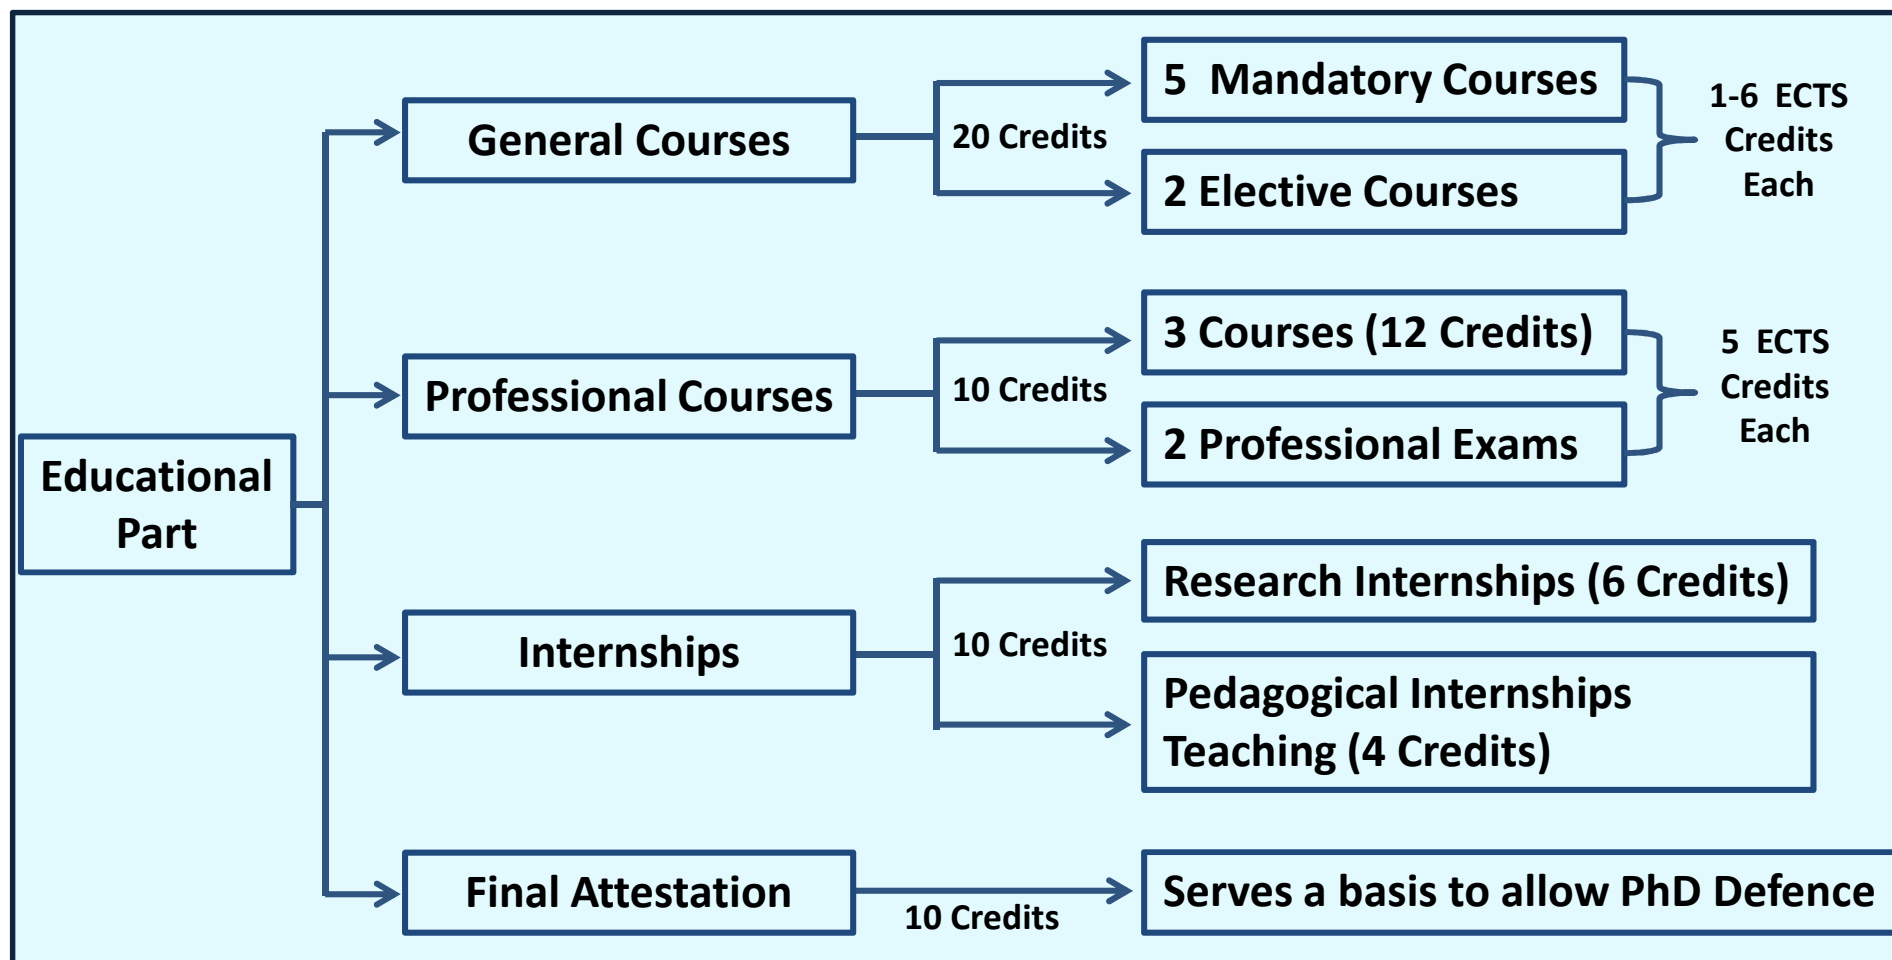 Educational
Part
General Courses
20 Credits
5 Mandatory Courses
2 Elective Courses
1-6 ECTS
Credits
Each
Professional Courses
10 Credits
3 Courses (12 Credits)
2 Professional Exams
5 ECTS
Credits
Each
Internships
10 Credits
Research Internships (6 Credits)
Pedagogical Internships
Teaching (4 Credits)
Final Attestation
10 Credits
Serves a basis to allow PhD Defence